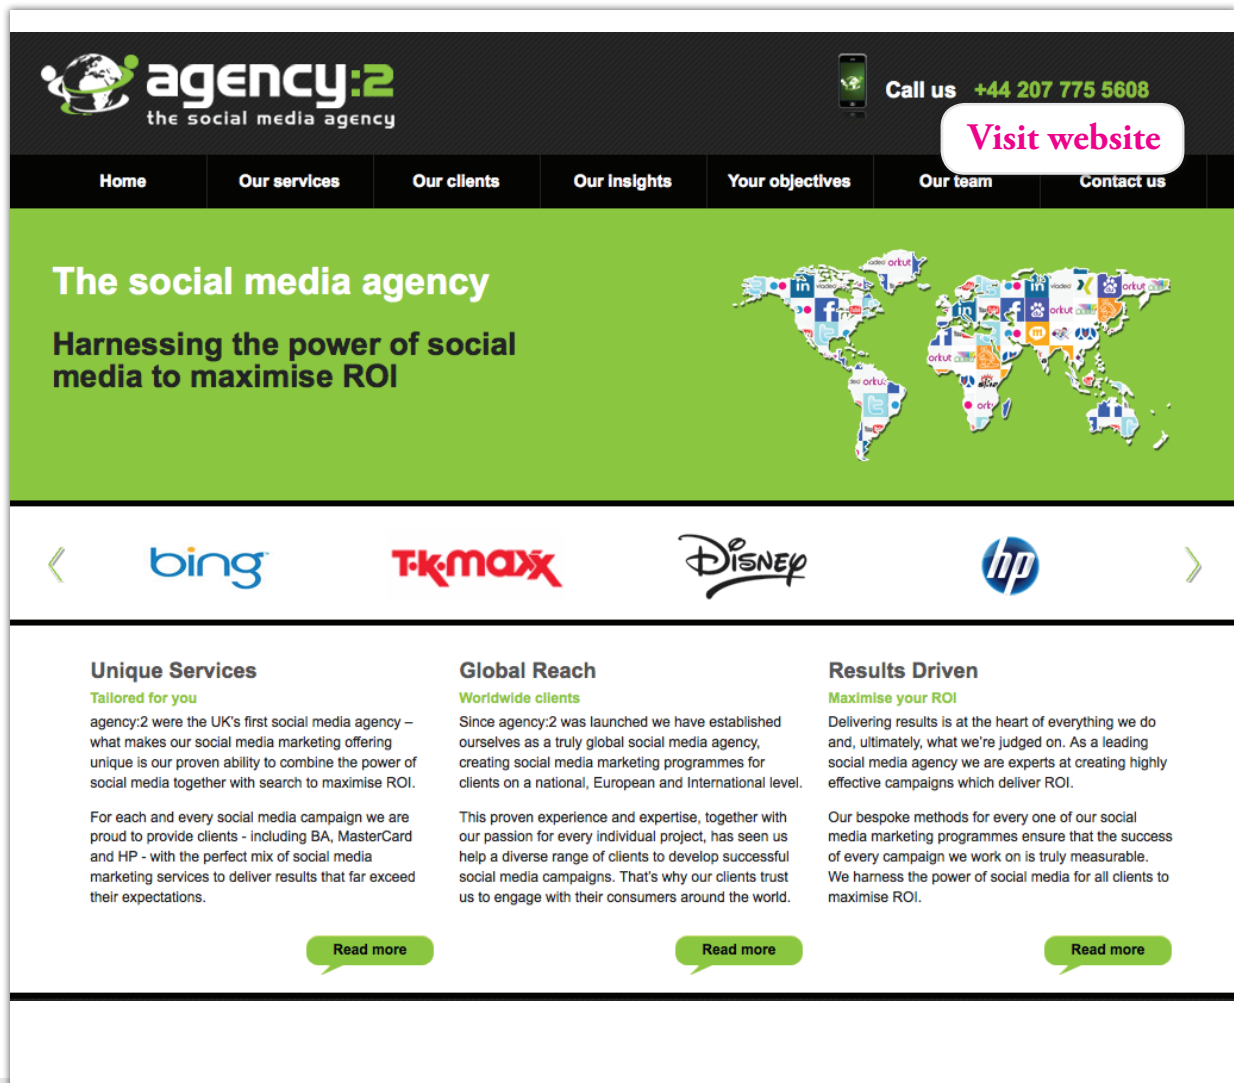 agency:2
the social media agency
Call us +44 207 775 5608
Visit website
Home
Our services
Our clients
Our insights
Your objectives
Our team
Contact us
The social media agency
Harnessing the power of social
media to maximise ROI
bing
T·K·maxx
Disney
hp
Unique Services
Tailored for you
agency:2 were the UK's first social media agency –
what makes our social media marketing offering
unique is our proven ability to combine the power of
social media together with search to maximise ROI.
For each and every social media campaign we are
proud to provide clients - including BA, MasterCard
and HP - with the perfect mix of social media
marketing services to deliver results that far exceed
their expectations.
Read more
Global Reach
Worldwide clients
Since agency:2 was launched we have established
ourselves as a truly global social media agency,
creating social media marketing programmes for
clients on a national, European and International level.
This proven experience and expertise, together with
our passion for every individual project, has seen us
help a diverse range of clients to develop successful
social media campaigns. That's why our clients trust
us to engage with their consumers around the world.
Read more
Results Driven
Maximise your ROI
Delivering results is at the heart of everything we do
and, ultimately, what we're judged on. As a leading
social media agency we are experts at creating highly
effective campaigns which deliver ROI.
Our bespoke methods for every one of our social
media marketing programmes ensure that the success
of every campaign we work on is truly measurable.
We harness the power of social media for all clients to
maximise ROI.
Read more